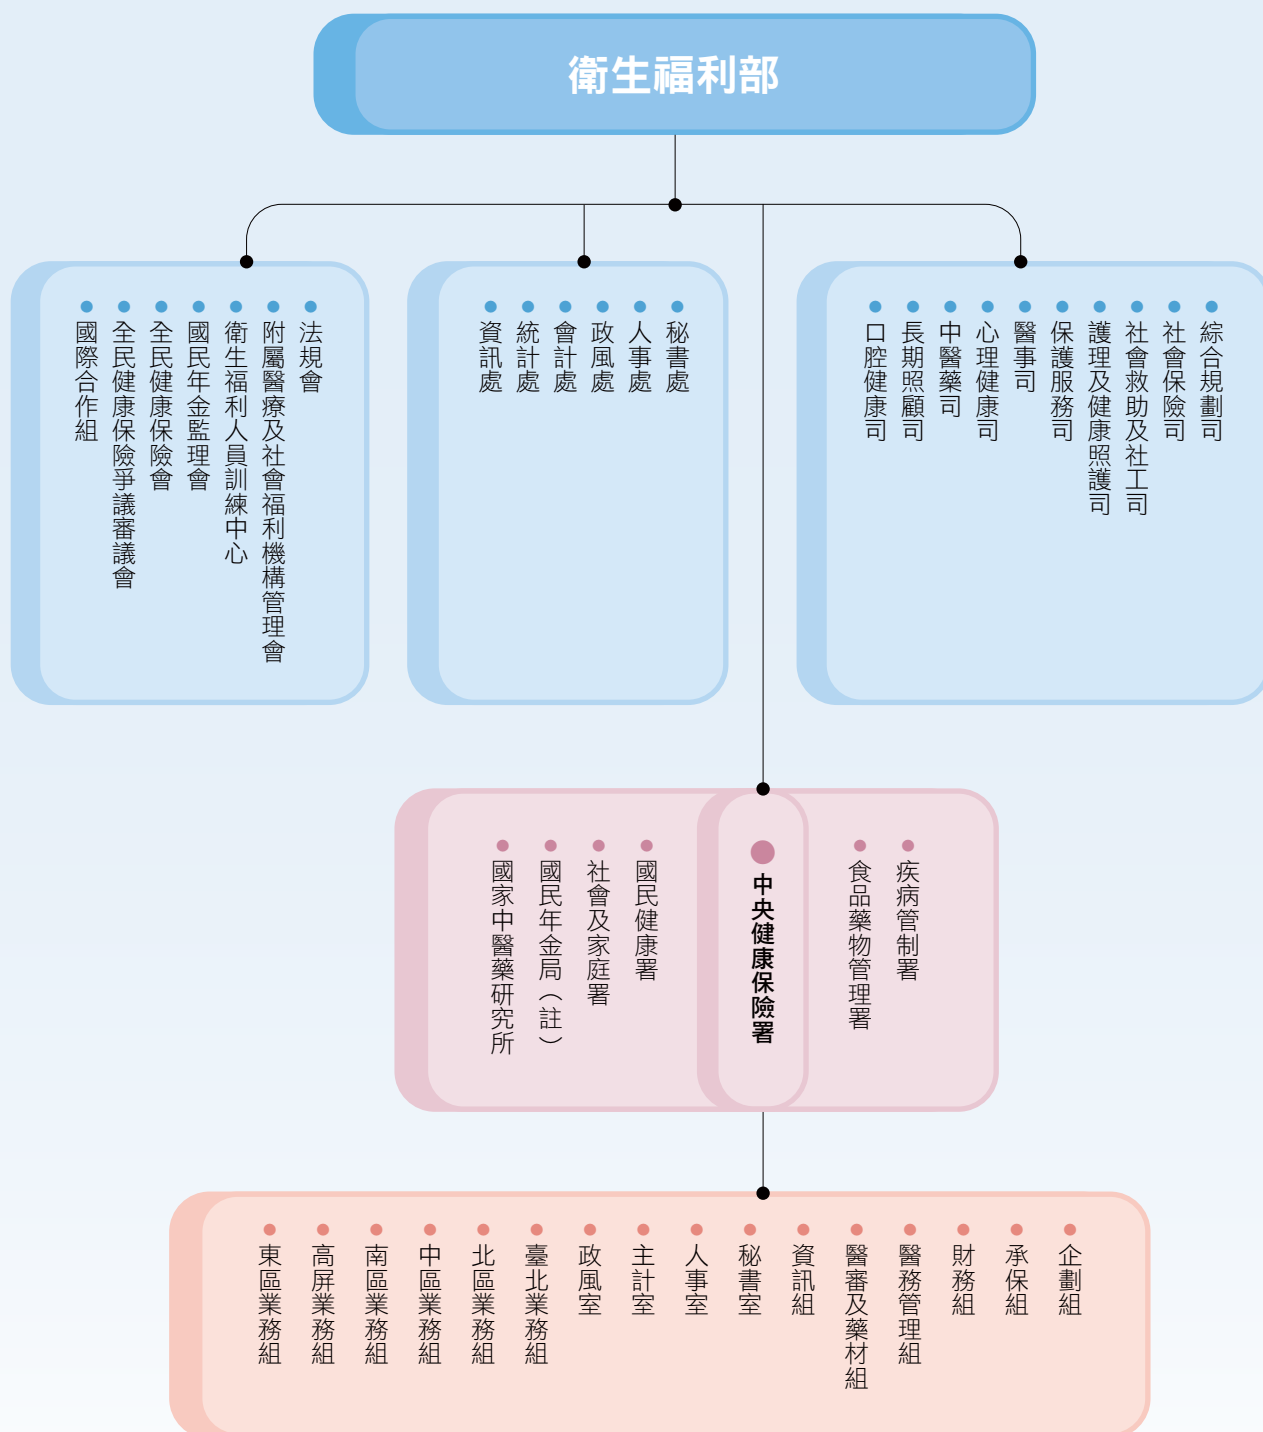 衛生福利部
綜合規劃司
社會保險司
社會救助及社工司
護理及健康照護司
保護服務司
醫事司
心理健康司
中醫藥司
長期照顧司
口腔健康司
秘書處
人事處
政風處
會計處
統計處
資訊處
法規會
附屬醫療及社會福利機構管理會
衛生福利人員訓練中心
國民年金監理會
全民健康保險會
全民健康保險爭議審議會
國際合作組
疾病管制署
食品藥物管理署
中央健康保險署
國民健康署
社會及家庭署
國民年金局（註）
國家中醫藥研究所
企劃組
承保組
財務組
醫務管理組
醫審及藥材組
資訊組
秘書室
人事室
主計室
政風室
臺北業務組
北區業務組
中區業務組
南區業務組
高屏業務組
東區業務組